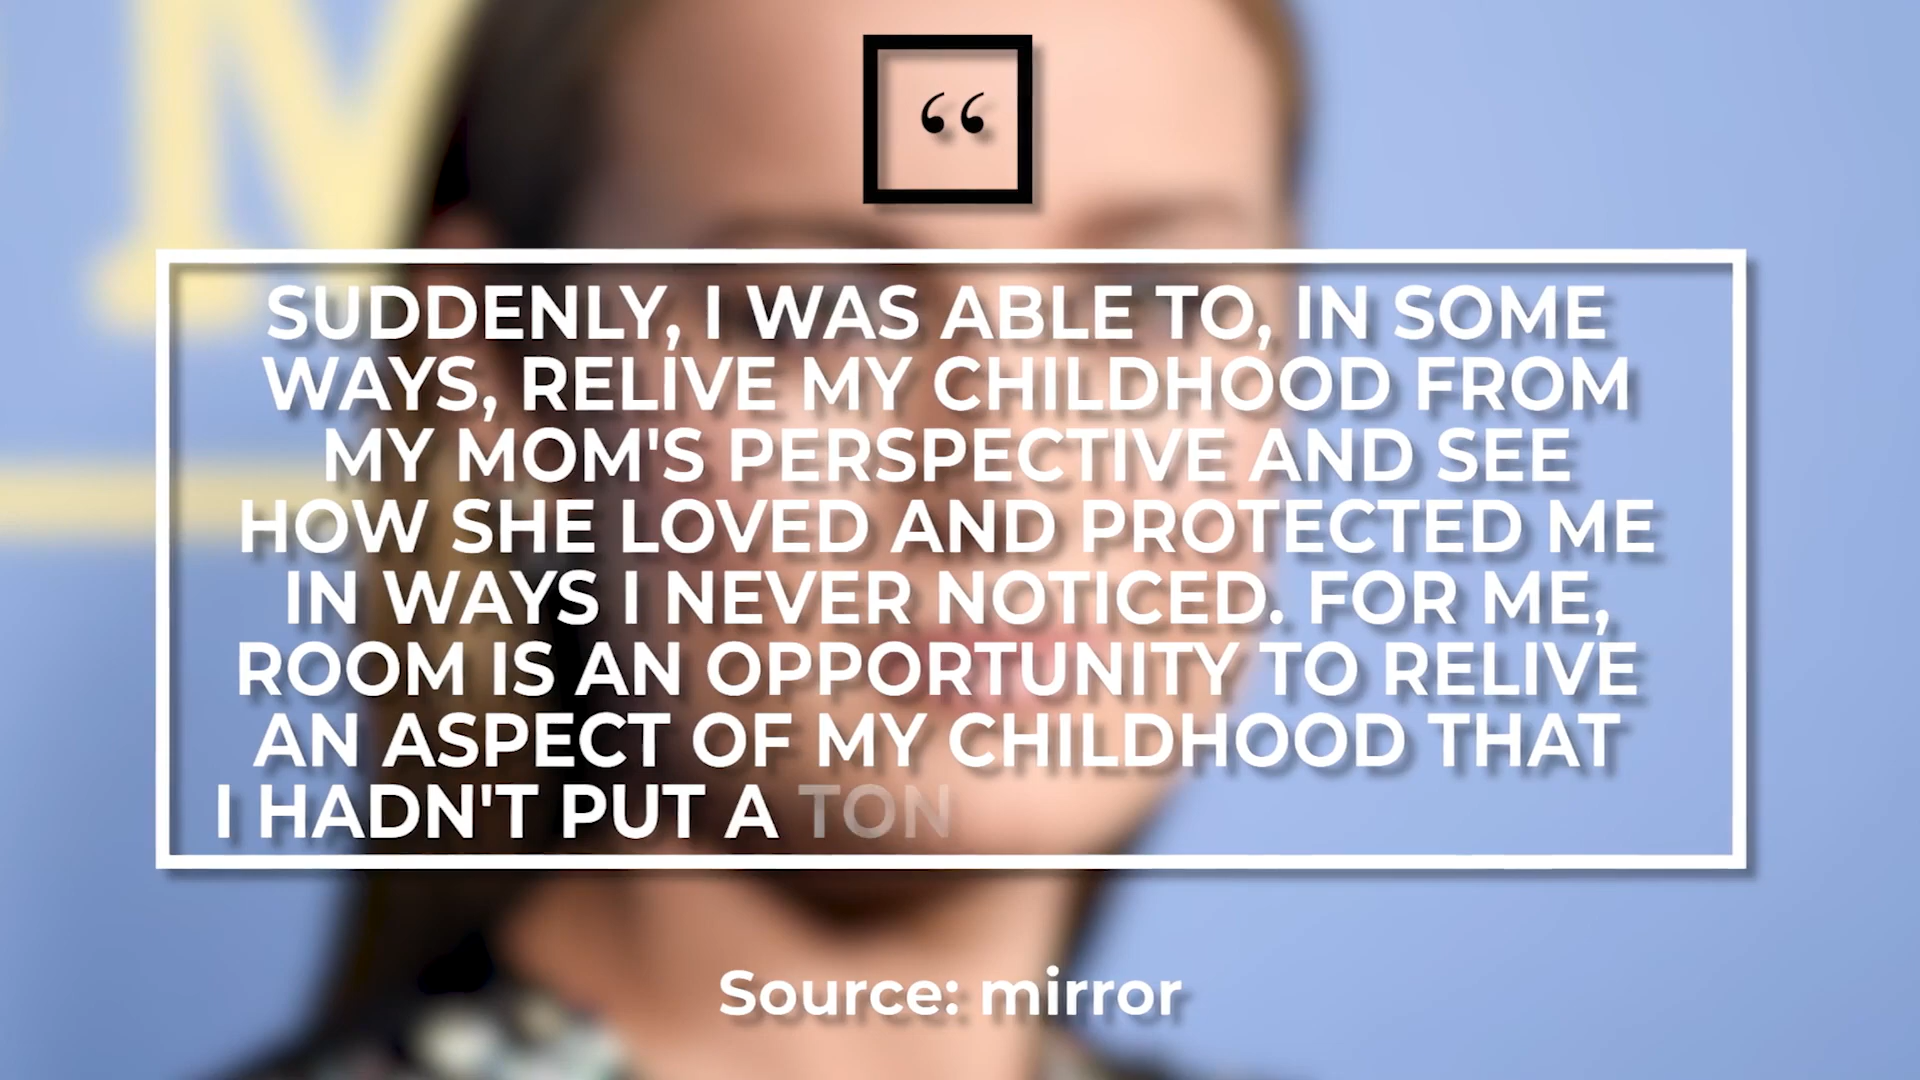 “
SUDDENLY, I WAS ABLE TO, IN SOME
WAYS, RELIVE MY CHILDHOOD FROM
MY MOM'S PERSPECTIVE AND SEE
HOW SHE LOVED AND PROTECTED ME
IN WAYS I NEVER NOTICED. FOR ME,
ROOM IS AN OPPORTUNITY TO RELIVE
AN ASPECT OF MY CHILDHOOD THAT
I HADN'T PUT A TON
Source: mirror